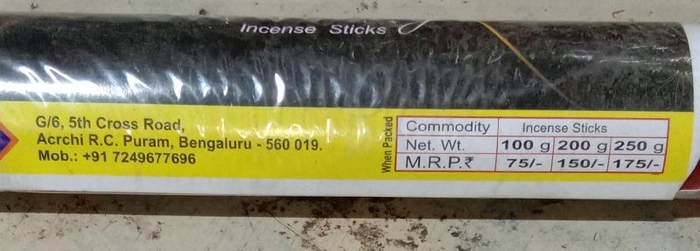 Incense Sticks
G/6, 5th Cross Road,
Acrchi R.C. Puram, Bengaluru - 560 019.
Mob.: +91 7249677696
When Packed
Commodity Incense Sticks
Net. Wt. 100 g 200 g 250 g
M.R.P.₹ 75/- 150/- 175/-